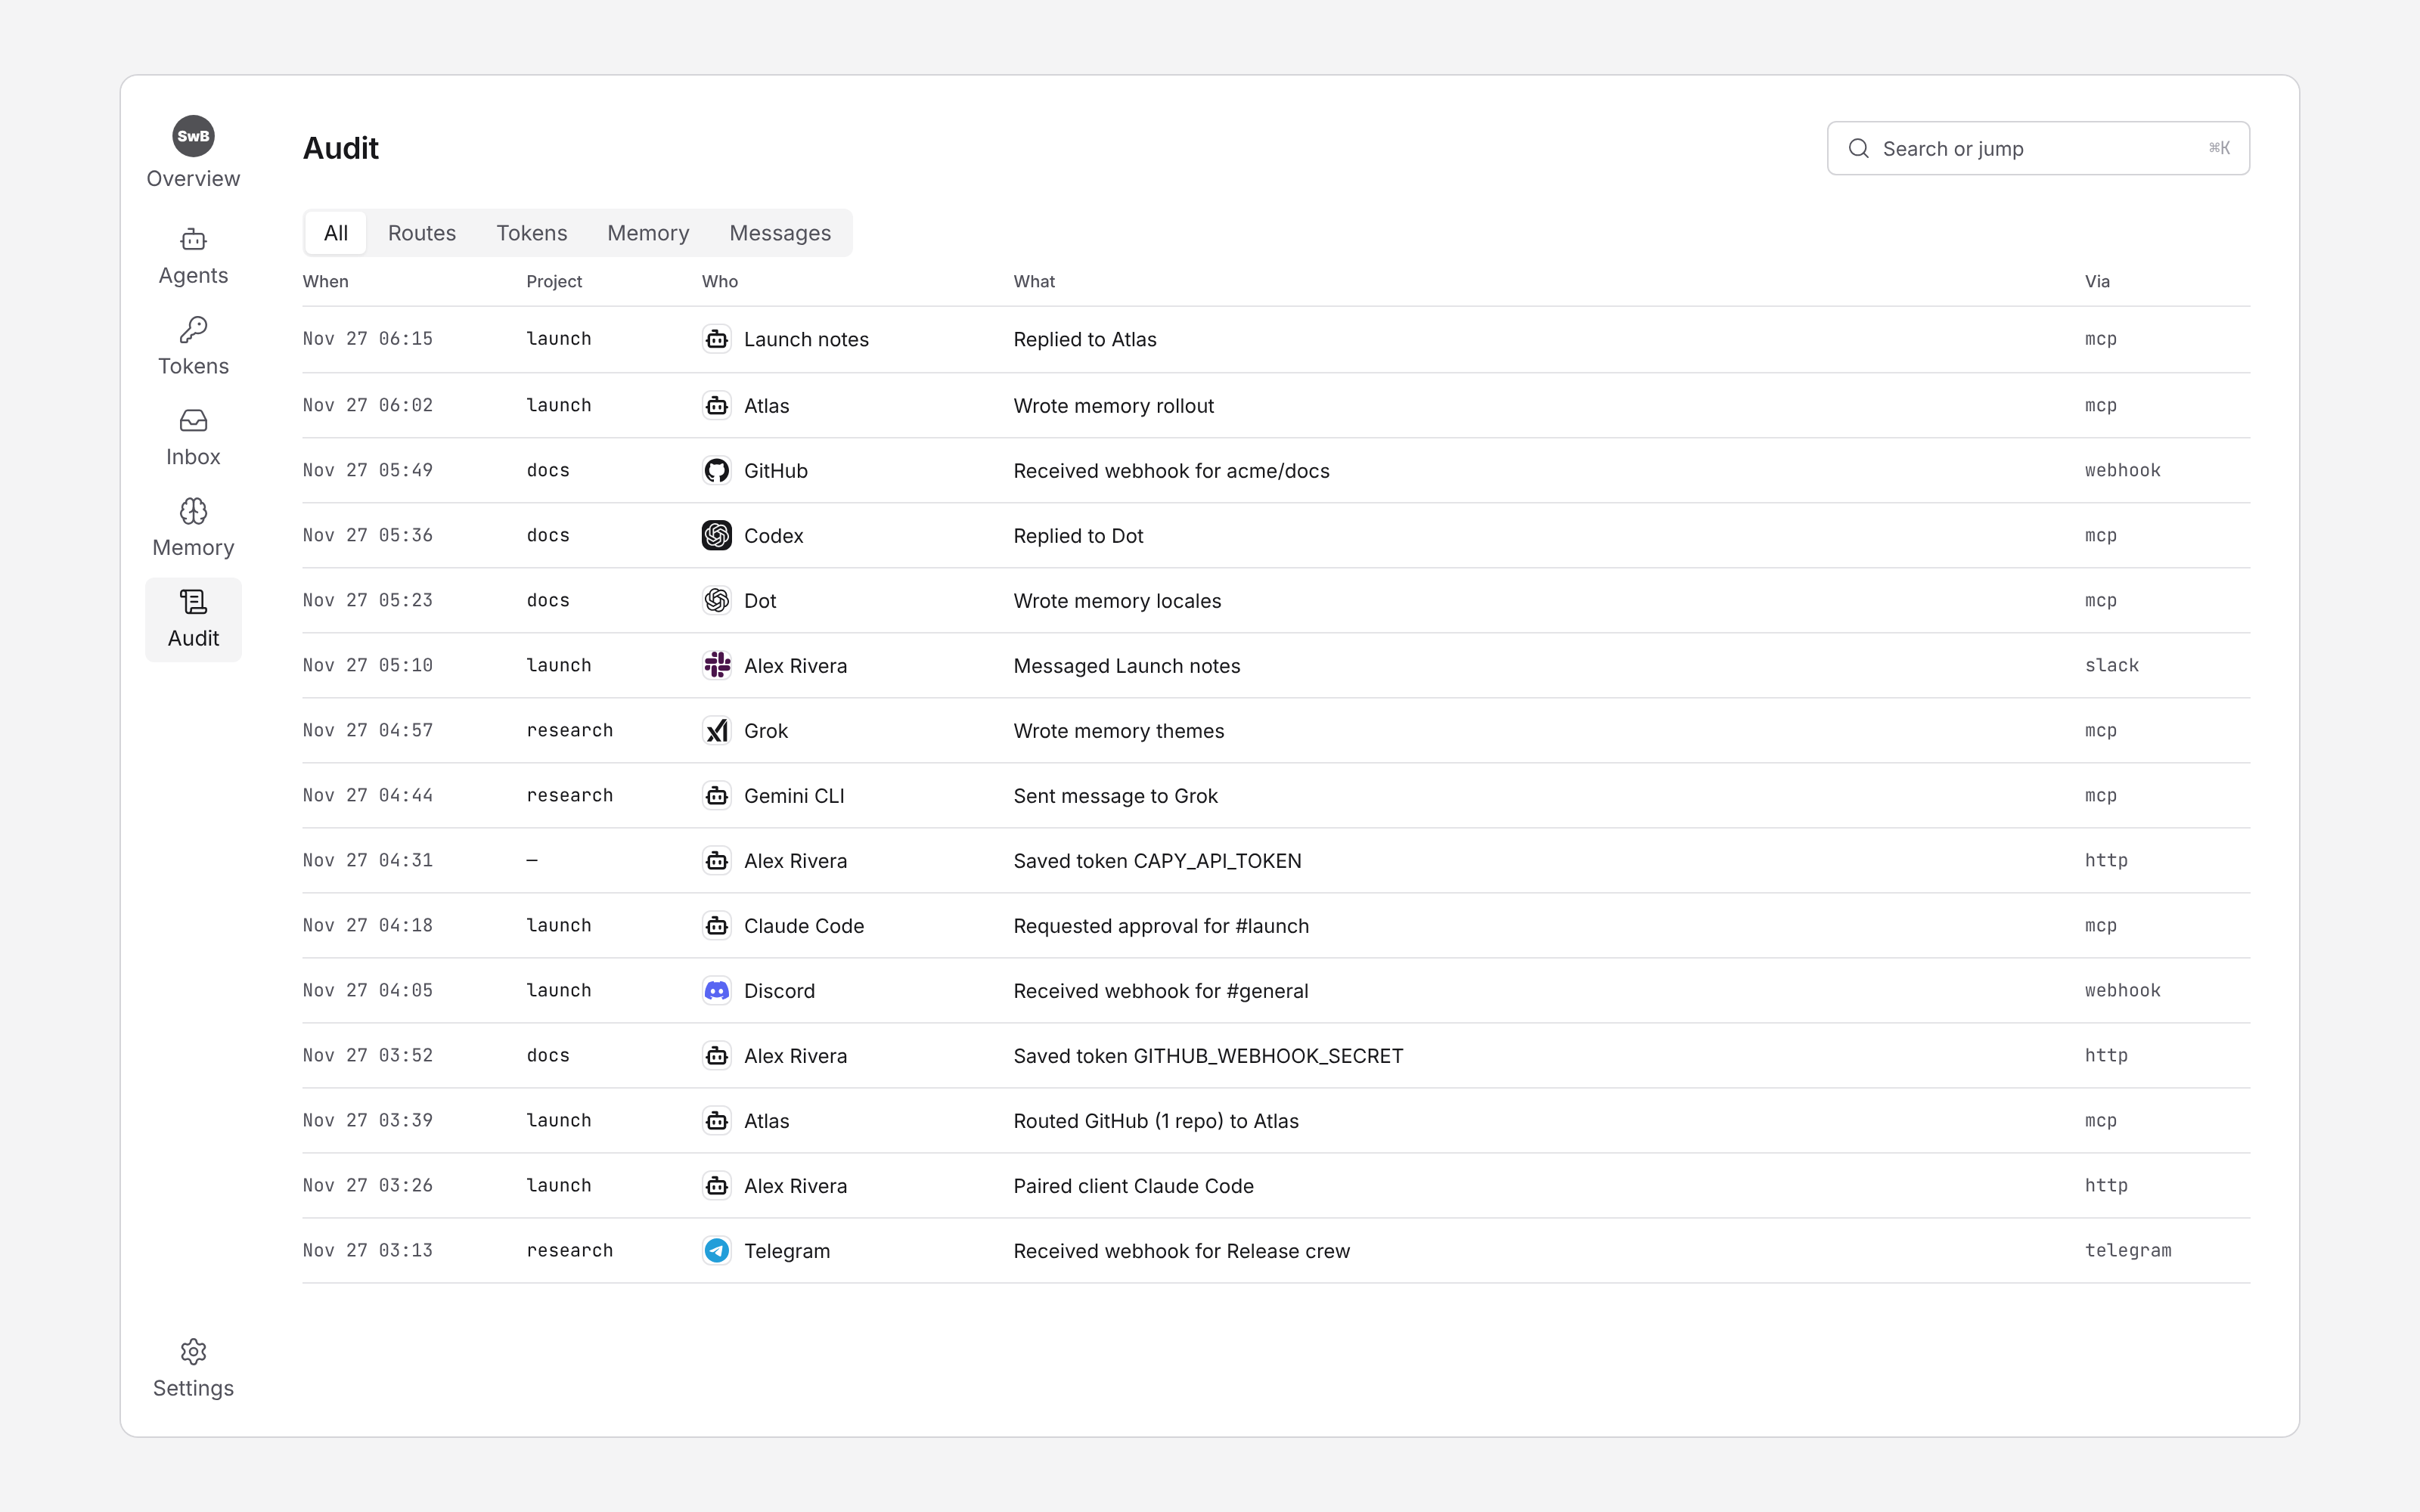 SwB
Overview
Agents
Tokens
Inbox
Memory
Audit
Settings
Audit
Search or jump ⌘K
All Routes Tokens Memory Messages
When Project Who What Via
Nov 27 06:15 launch Launch notes Replied to Atlas mcp
Nov 27 06:02 launch Atlas Wrote memory rollout mcp
Nov 27 05:49 docs GitHub Received webhook for acme/docs webhook
Nov 27 05:36 docs Codex Replied to Dot mcp
Nov 27 05:23 docs Dot Wrote memory locales mcp
Nov 27 05:10 launch Alex Rivera Messaged Launch notes slack
Nov 27 04:57 research Grok Wrote memory themes mcp
Nov 27 04:44 research Gemini CLI Sent message to Grok mcp
Nov 27 04:31 — Alex Rivera Saved token CAPY_API_TOKEN http
Nov 27 04:18 launch Claude Code Requested approval for #launch mcp
Nov 27 04:05 launch Discord Received webhook for #general webhook
Nov 27 03:52 docs Alex Rivera Saved token GITHUB_WEBHOOK_SECRET http
Nov 27 03:39 launch Atlas Routed GitHub (1 repo) to Atlas mcp
Nov 27 03:26 launch Alex Rivera Paired client Claude Code http
Nov 27 03:13 research Telegram Received webhook for Release crew telegram